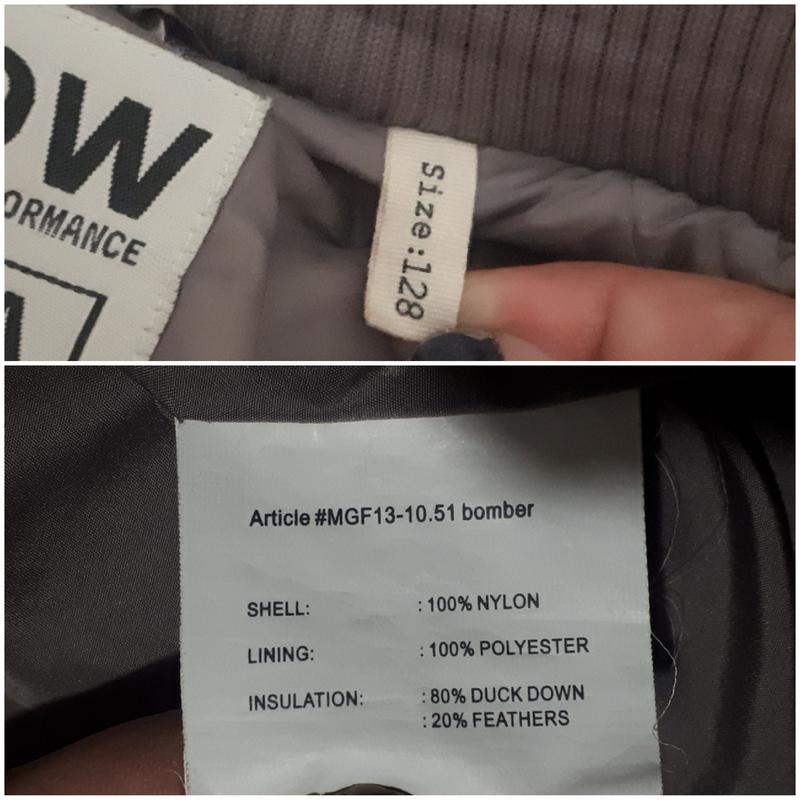 OW
ORMANCE
A
Size:128
Article #MGF13-10.51 bomber
SHELL: : 100% NYLON
LINING: : 100% POLYESTER
INSULATION: : 80% DUCK DOWN
: 20% FEATHERS